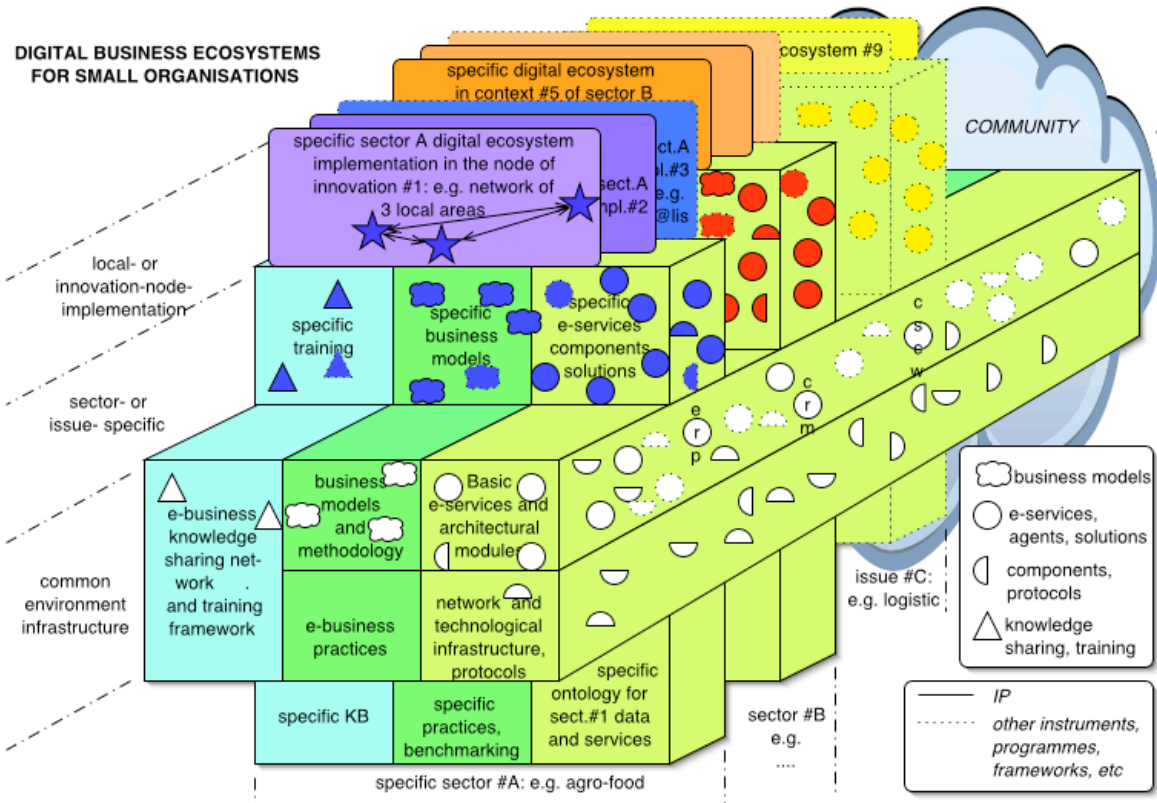 DIGITAL BUSINESS ECOSYSTEMS
FOR SMALL ORGANISATIONS
cosystem #9
specific digital ecosystem
in context #5 of sector B
COMMUNITY
specific sector A digital ecosystem
implementation in the node of
innovation #1: e.g. network of
3 local areas
sect.A
mpl.#2
ect.A
pl.#3
e.g.
@lis
local- or
innovation-node-
implementation
specific
training
specific
business
models
specific
e-services
components
solutions
sector- or
issue- specific
erp
crm
cscw
common
environment
infrastructure
e-business
knowledge
sharing net-
work .
and training
framework
business
models
and
methodology
Basic
e-services and
architectural
modules
e-business
practices
network and
technological
infrastructure,
protocols
specific KB
specific
practices,
benchmarking
specific
ontology for
sect.#1 data
and services
sector #B
e.g.
....
issue #C:
e.g. logistic
specific sector #A: e.g. agro-food
business models
e-services,
agents, solutions
components,
protocols
knowledge
sharing, training
IP
other instruments,
programmes,
frameworks, etc